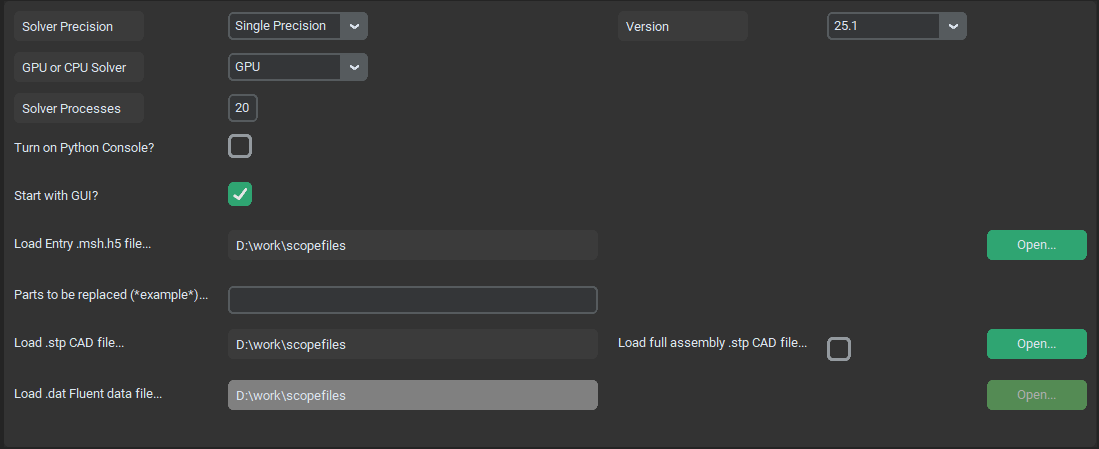 Solver Precision Single Precision Version 25.1
GPU or CPU Solver GPU
Solver Processes 20
Turn on Python Console?
Start with GUI?
Load Entry .msh.h5 file... D:\work\scopefiles Open...
Parts to be replaced (*example*)...
Load .stp CAD file... D:\work\scopefiles Load full assembly .stp CAD file... Open...
Load .dat Fluent data file... D:\work\scopefiles Open...